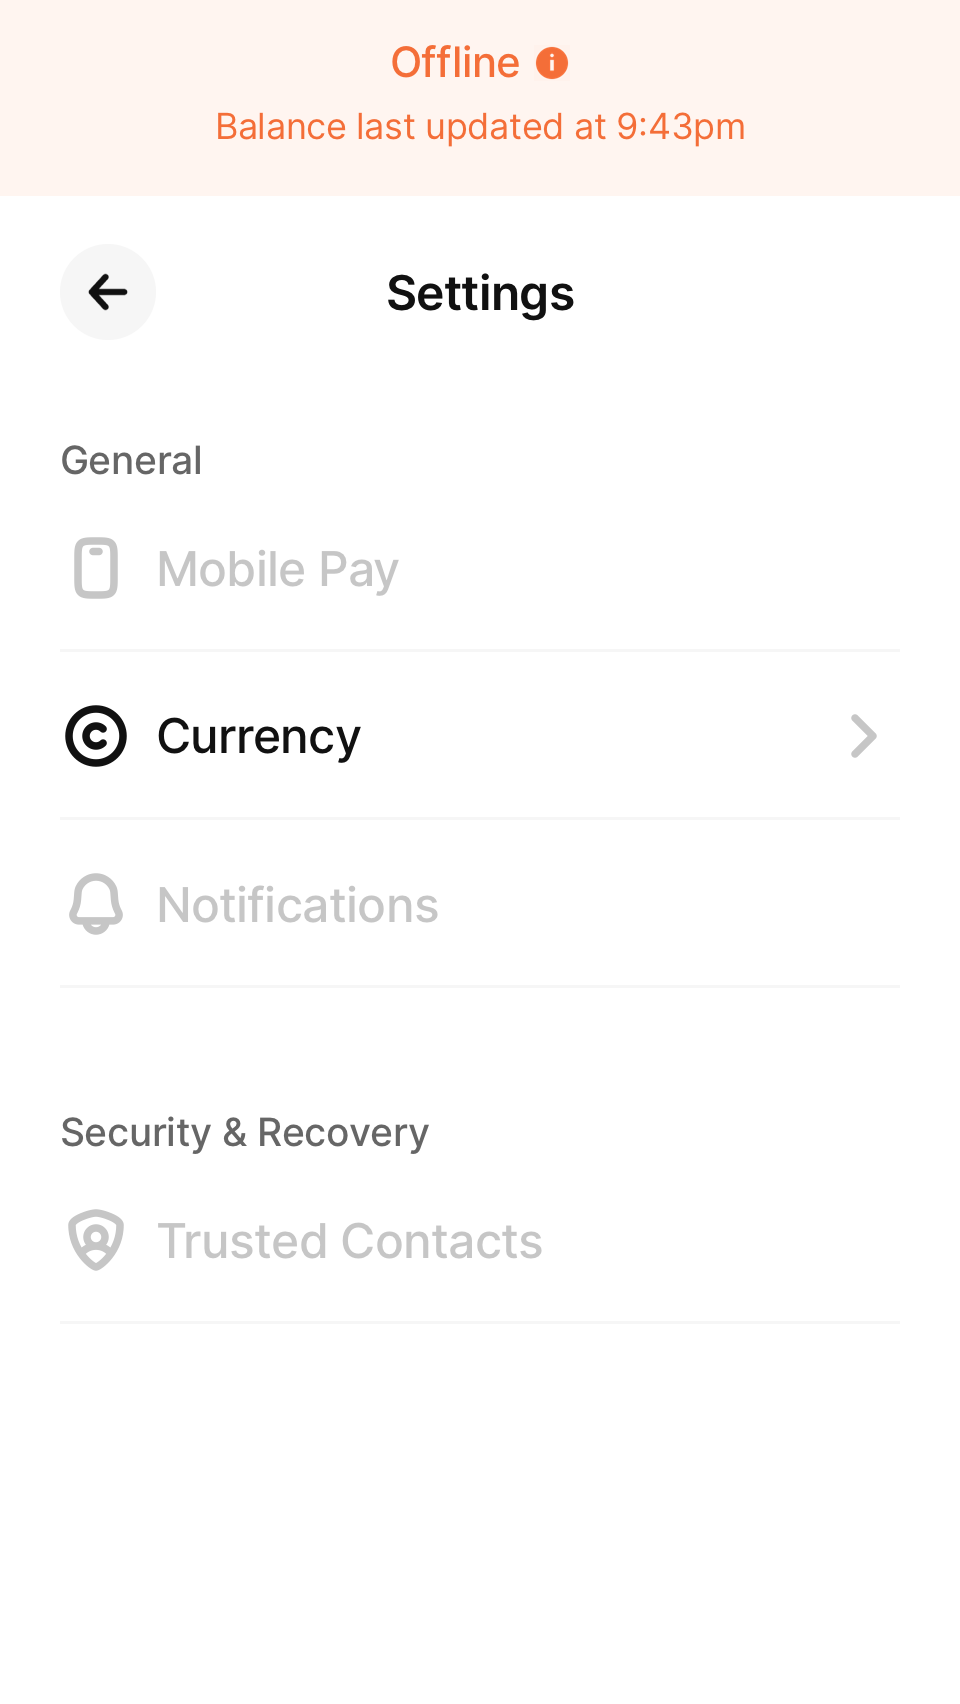 Offline
Balance last updated at 9:43pm
Settings
General
Mobile Pay
Currency
Notifications
Security & Recovery
Trusted Contacts